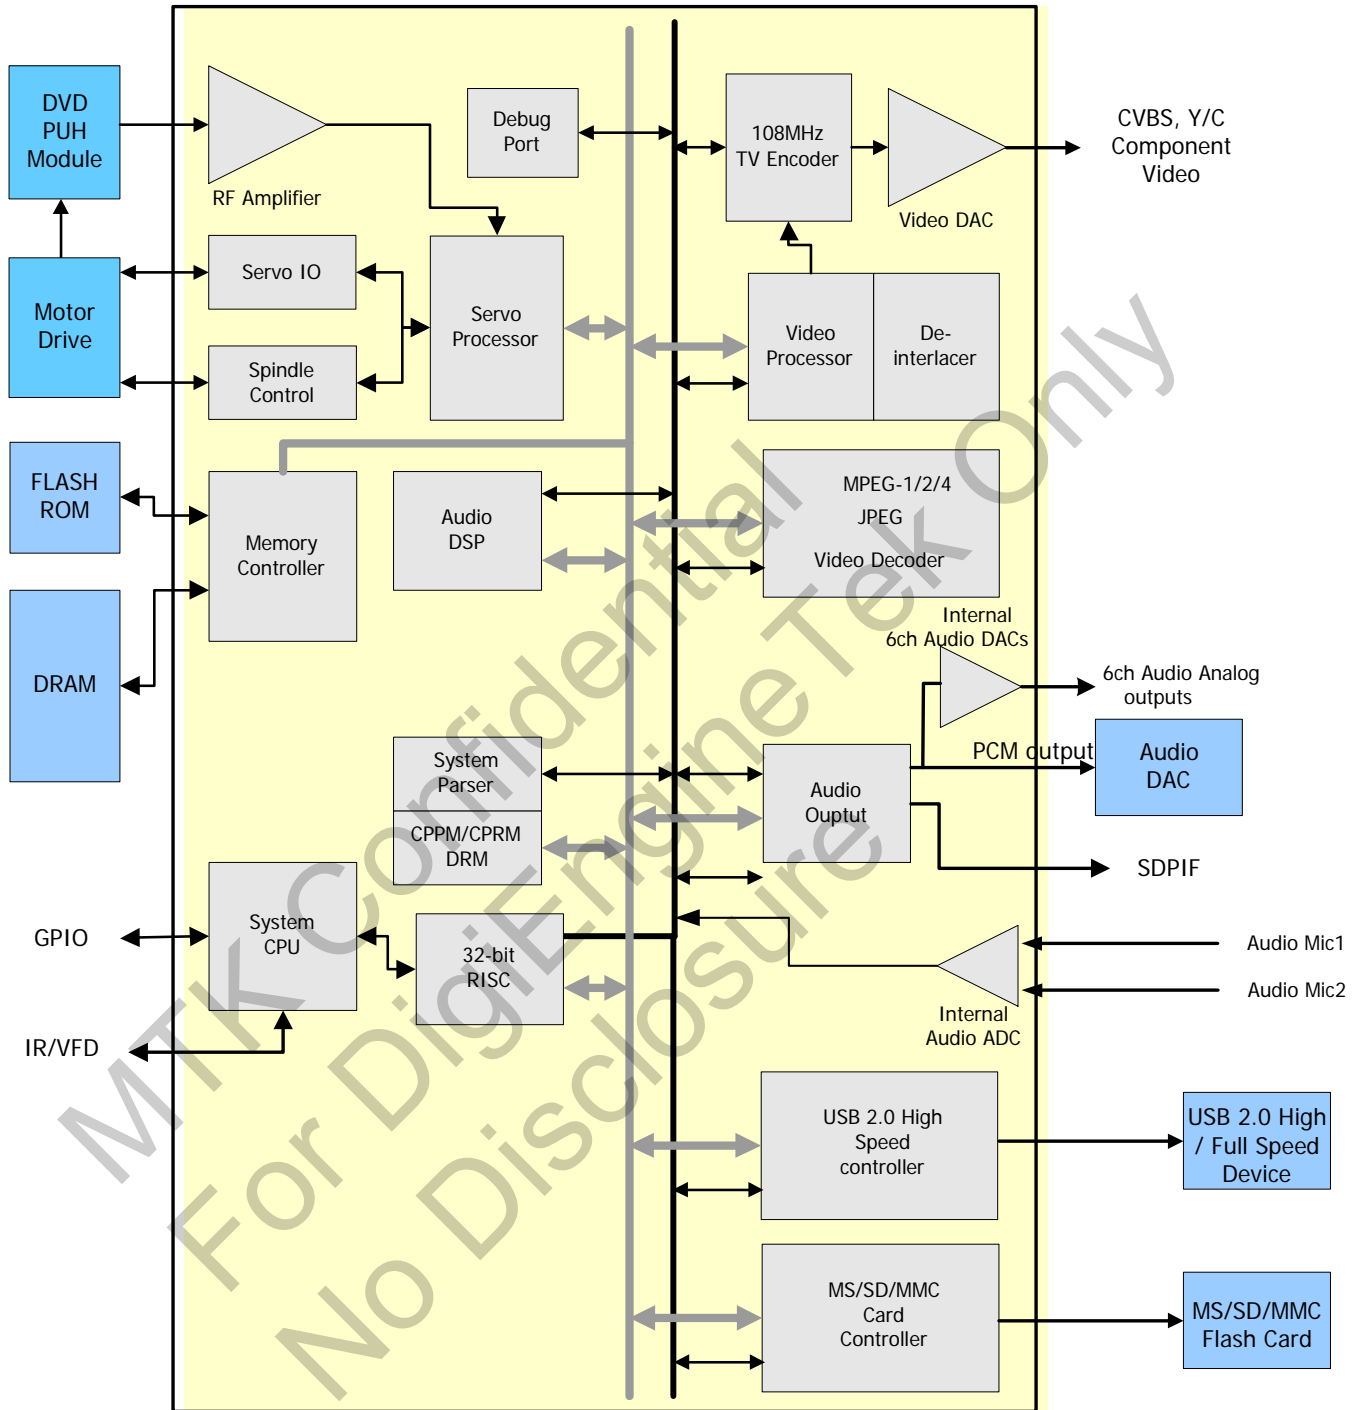 DVD
PUH
Module
RF Amplifier
Debug
Port
108MHz
TV Encoder
Video DAC
CVBS, Y/C
Component
Video
Motor
Drive
Servo IO
Spindle
Control
Servo
Processor
Video
Processor
De-
interlacer
FLASH
ROM
Memory
Controller
Audio
DSP
MPEG-1/2/4
JPEG
Video Decoder
DRAM
Internal
6ch Audio DACs
6ch Audio Analog
outputs
System
Parser
CPPM/CPRM
DRM
Audio
Ouptut
PCM output
Audio
DAC
SDPIF
GPIO
System
CPU
32-bit
RISC
IR/VFD
Internal
Audio ADC
Audio Mic1
Audio Mic2
USB 2.0 High
Speed
controller
USB 2.0 High
/ Full Speed
Device
MS/SD/MMC
Card
Controller
MS/SD/MMC
Flash Card
MTK Confidential
For DigiEngineTek Only
No Disclosure